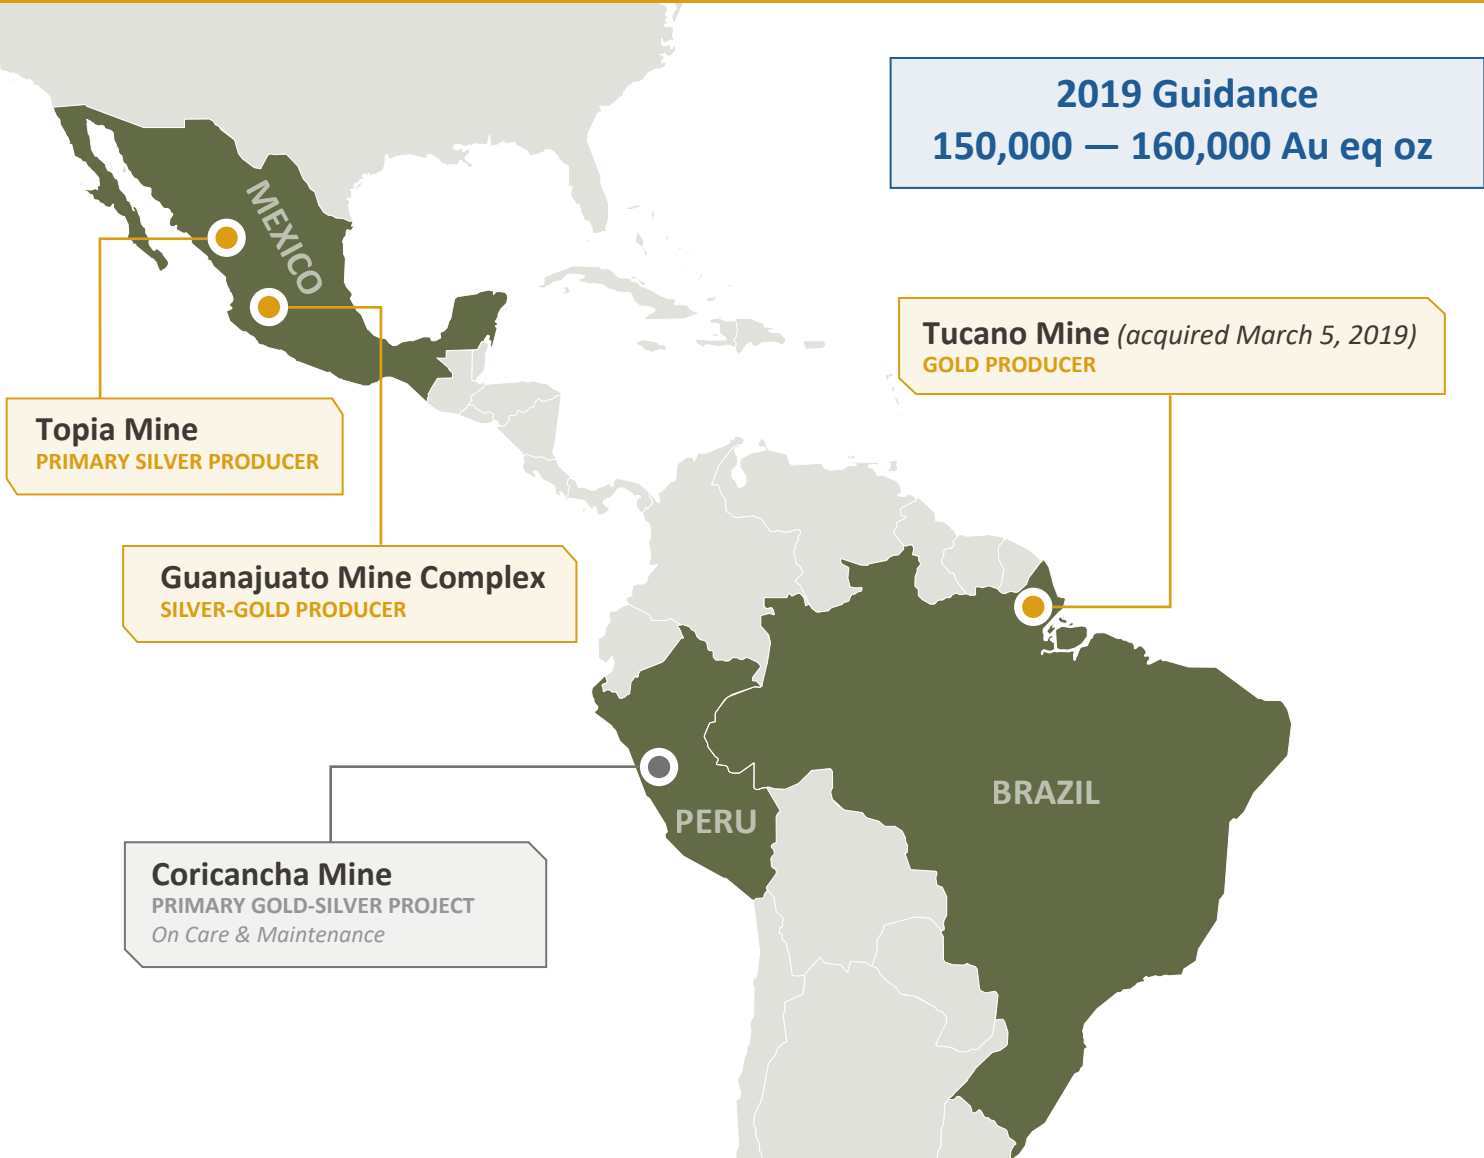 2019 Guidance
150,000 — 160,000 Au eq oz
MEXICO
Tucano Mine (acquired March 5, 2019)
GOLD PRODUCER
Topia Mine
PRIMARY SILVER PRODUCER
Guanajuato Mine Complex
SILVER-GOLD PRODUCER
BRAZIL
PERU
Coricancha Mine
PRIMARY GOLD-SILVER PROJECT
On Care & Maintenance